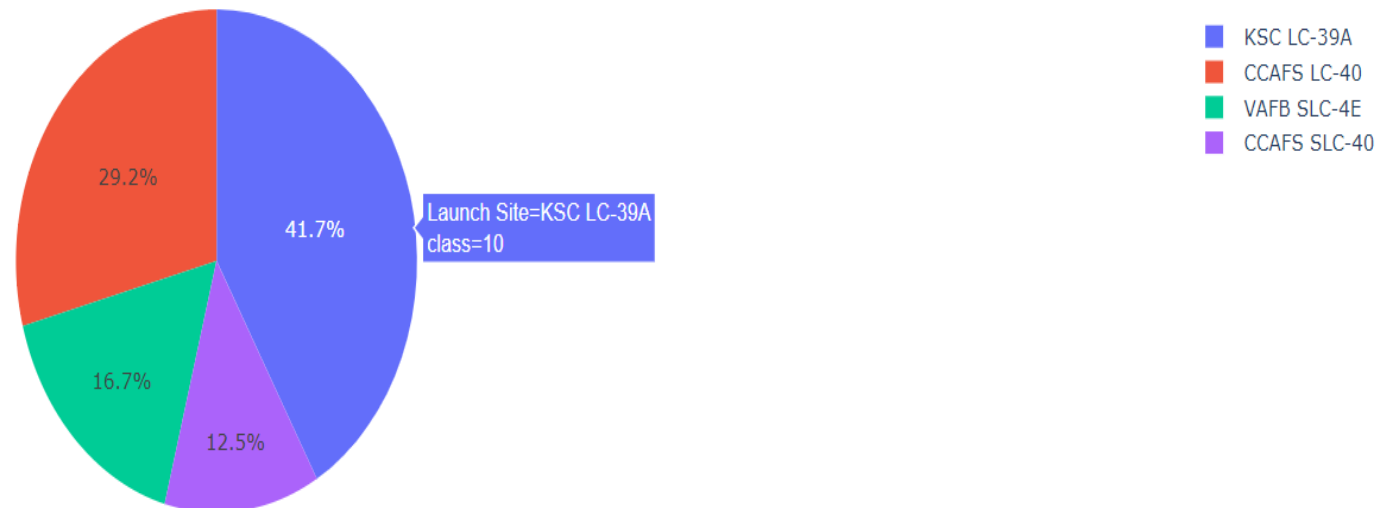 KSC LC-39A
CCAFS LC-40
VAFB SLC-4E
CCAFS SLC-40
29.2%
41.7%
Launch Site=KSC LC-39A
class=10
16.7%
12.5%